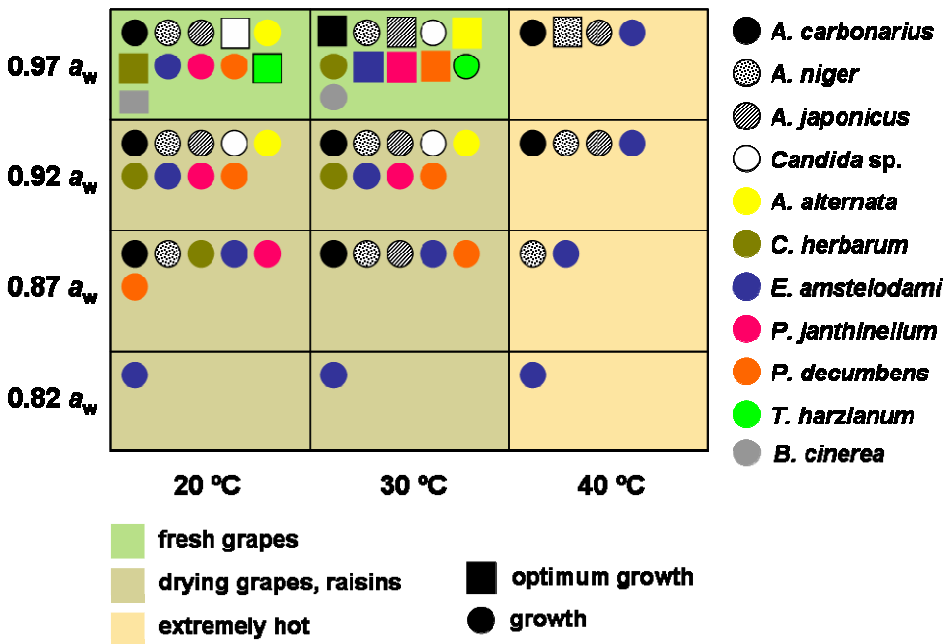 0.97 aw
0.92 aw
0.87 aw
0.82 aw
20 ºC
30 ºC
40 ºC
A. carbonarius
A. niger
A. japonicus
Candida sp.
A. alternata
C. herbarum
E. amstelodami
P. janthinellum
P. decumbens
T. harzianum
B. cinerea
fresh grapes
drying grapes, raisins
extremely hot
optimum growth
growth